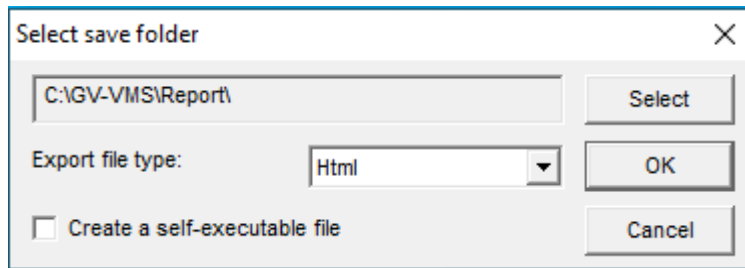 Select save folder
C:\GV-VMS\Report\
Select
Export file type:
Html
OK
Create a self-executable file
Cancel